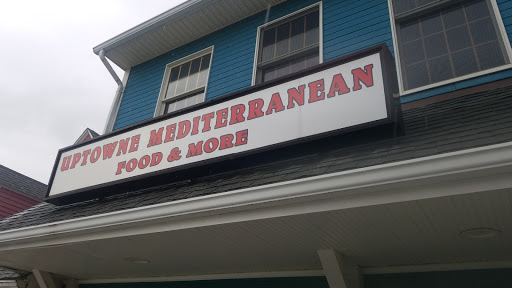 UPTOWNE MEDITERRANEAN
FOOD & MORE